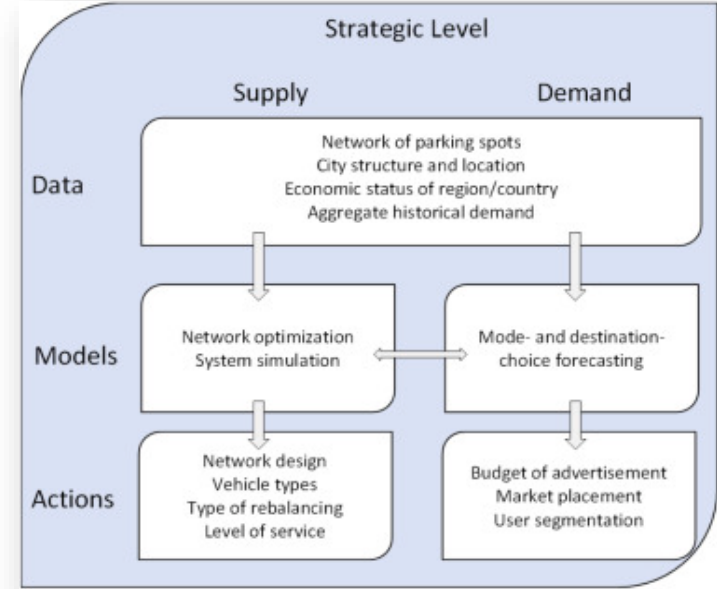 Strategic Level
Supply
Demand
Data
Network of parking spots
City structure and location
Economic status of region/country
Aggregate historical demand
Models
Network optimization
System simulation
Mode- and destination-
choice forecasting
Actions
Network design
Vehicle types
Type of rebalancing
Level of service
Budget of advertisement
Market placement
User segmentation